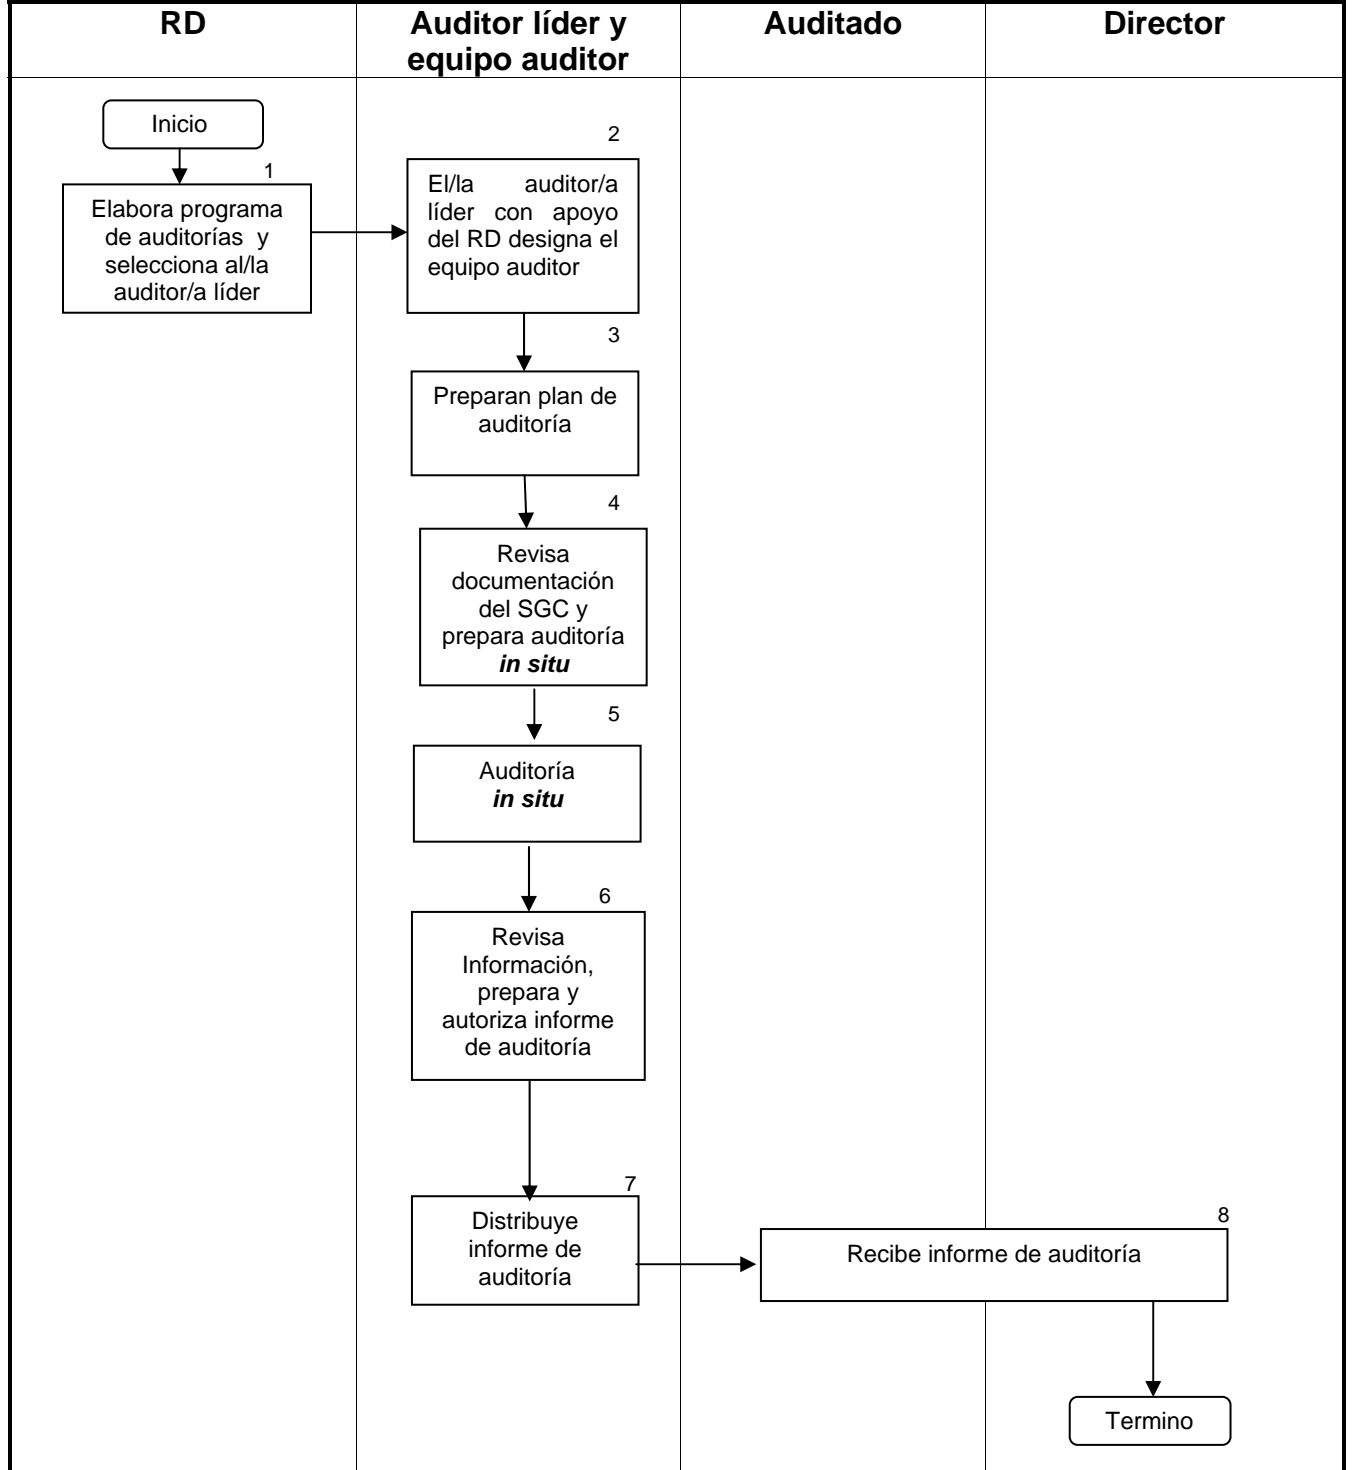 RD
Auditor líder y
equipo auditor
Auditado
Director
Inicio
1
Elabora programa
de auditorías y
selecciona al/la
auditor/a líder
2
El/la auditor/a
líder con apoyo
del RD designa el
equipo auditor
3
Preparan plan de
auditoría
4
Revisa
documentación
del SGC y
prepara auditoría
in situ
5
Auditoría
in situ
6
Revisa
Información,
prepara y
autoriza informe
de auditoría
7
Distribuye
informe de
auditoría
8
Recibe informe de auditoría
Termino